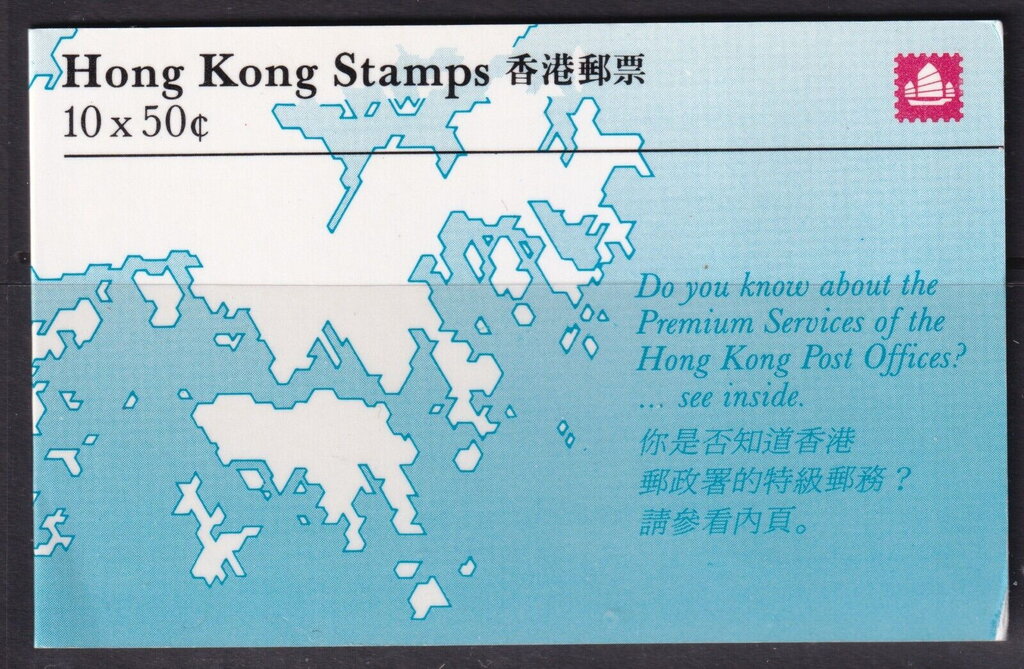 Hong Kong Stamps 香港郵票
10 x 50¢
Do you know about the
Premium Services of the
Hong Kong Post Offices?
... see inside.
你是否知道香港
郵政署的特級郵務？
請參看內頁。